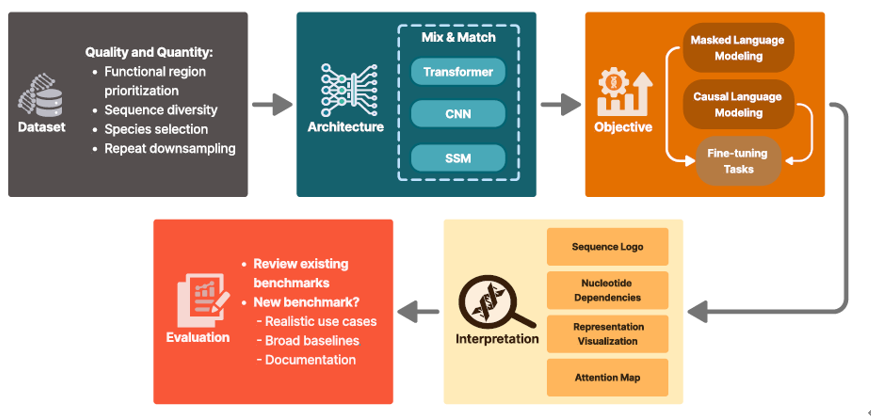 Dataset
Quality and Quantity:
• Functional region
prioritization
• Sequence diversity
• Species selection
• Repeat downsampling
Architecture
Mix & Match
Transformer
CNN
SSM
Objective
Masked Language
Modeling
Causal Language
Modeling
Fine-tuning
Tasks
Evaluation
• Review existing
benchmarks
• New benchmark?
- Realistic use cases
- Broad baselines
- Documentation
Interpretation
Sequence Logo
Nucleotide
Dependencies
Representation
Visualization
Attention Map